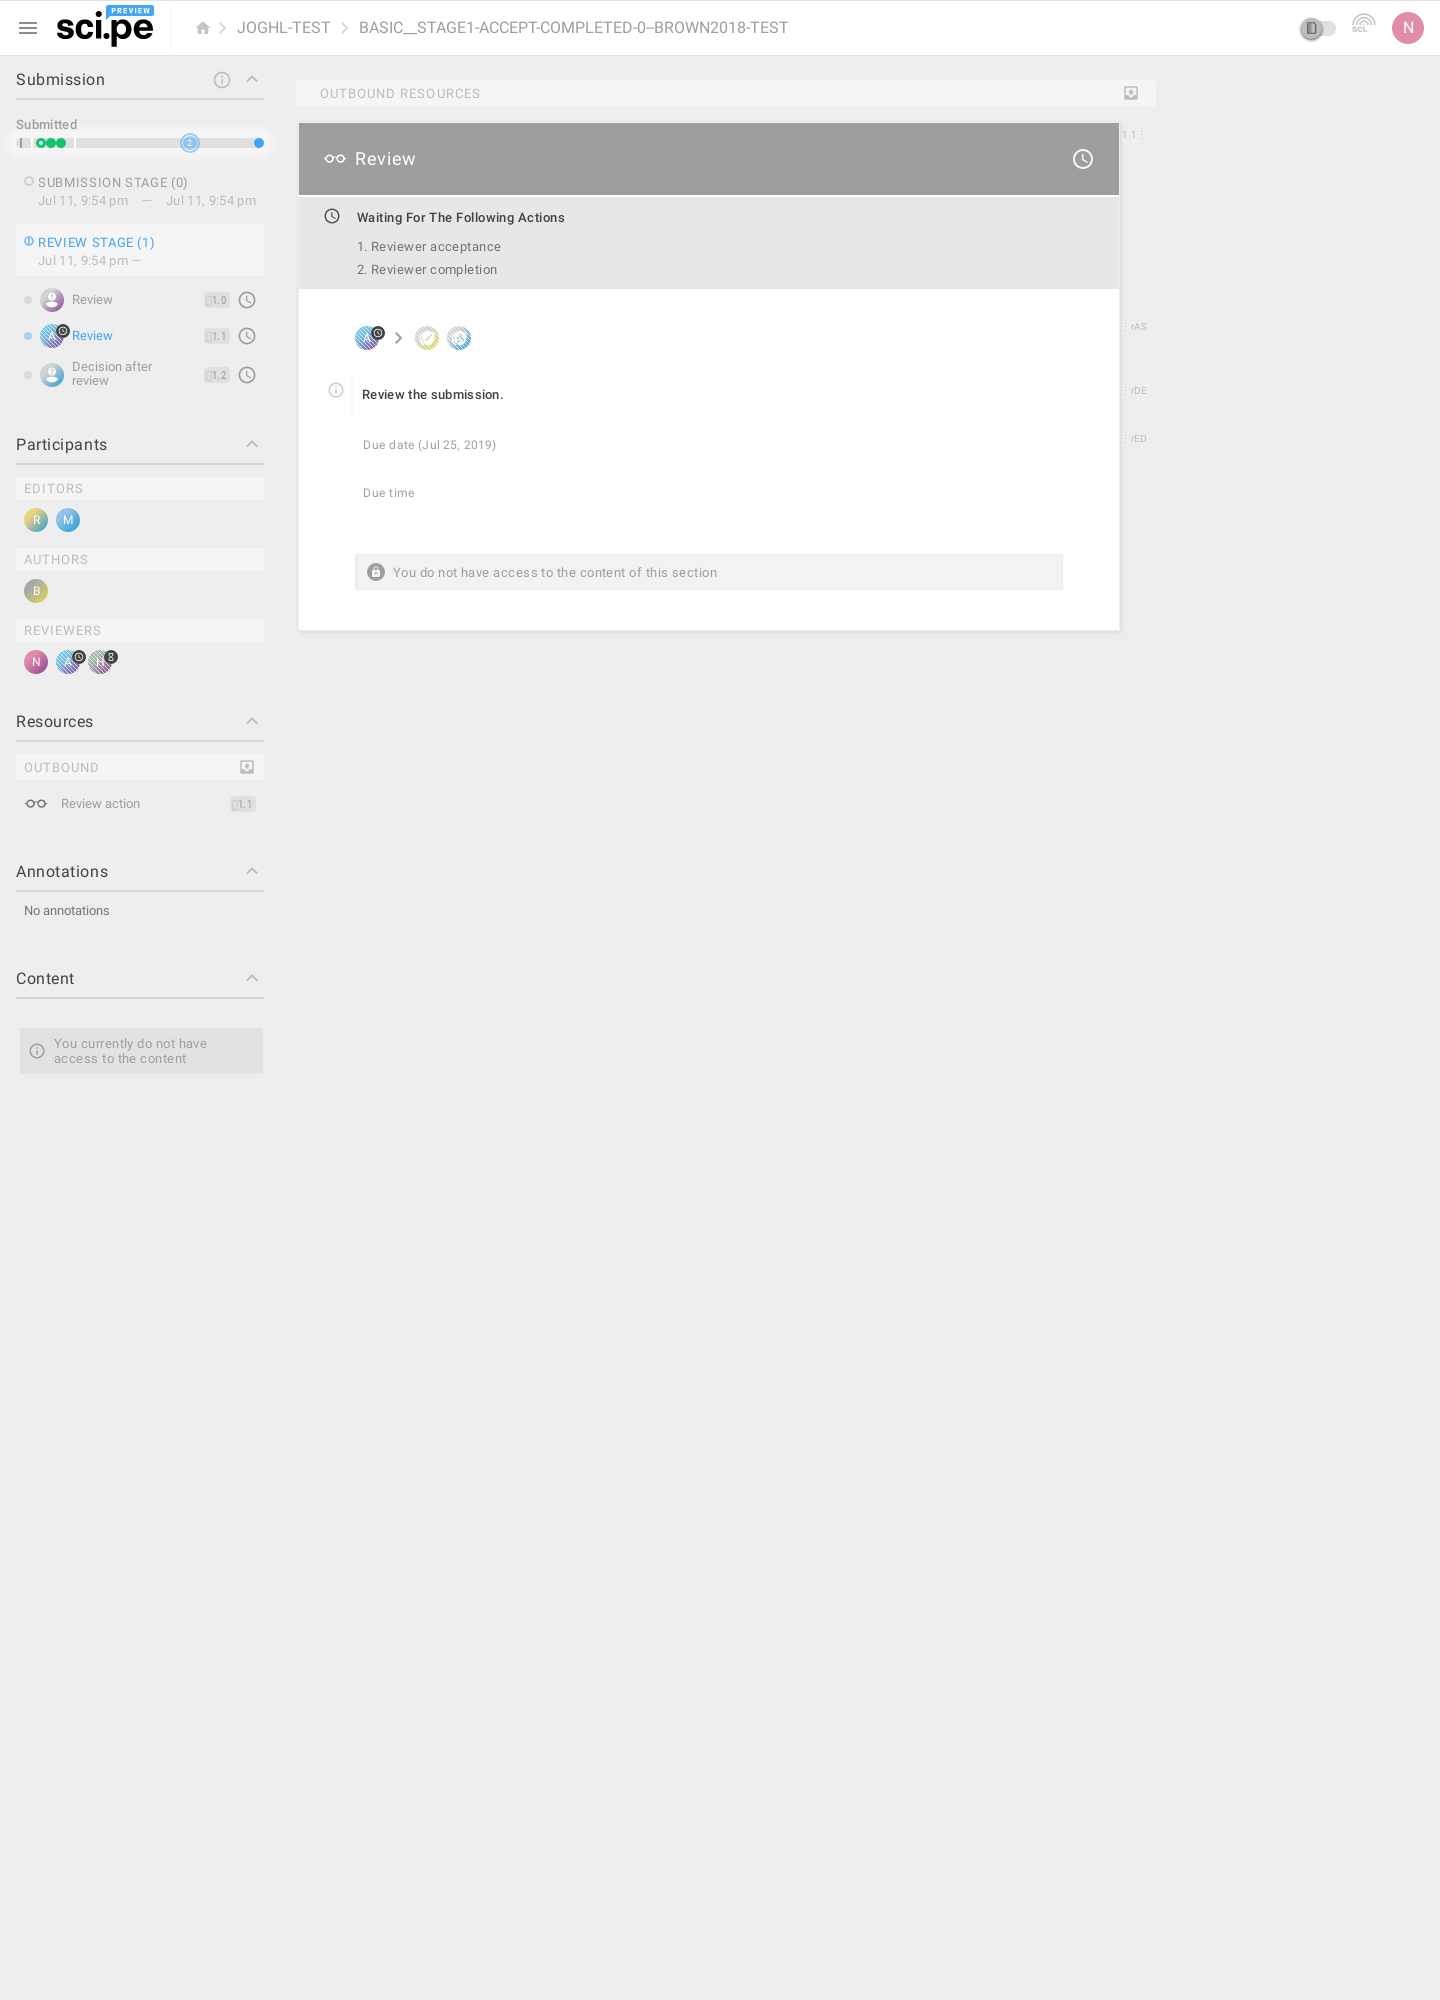 PREVIEW
sci.pe
JOGHL-TEST
BASIC__STAGE1-ACCEPT-COMPLETED-0--BROWN2018-TEST
sci.
N
Submission
Submitted
2
SUBMISSION STAGE (0)
Jul 11, 9:54 pm — Jul 11, 9:54 pm
REVIEW STAGE (1)
Jul 11, 9:54 pm —
Review
1.0
A
Review
1.1
Decision after
review
1.2
Participants
EDITORS
R
M
AUTHORS
B
REVIEWERS
N
A
H
Resources
OUTBOUND
Review action
1.1
Annotations
No annotations
Content
You currently do not have
access to the content
OUTBOUND RESOURCES
Review
Waiting For The Following Actions
1. Reviewer acceptance
2. Reviewer completion
A
Review the submission.
Due date (Jul 25, 2019)
Due time
You do not have access to the content of this section
1.1
rAS
rDE
rED